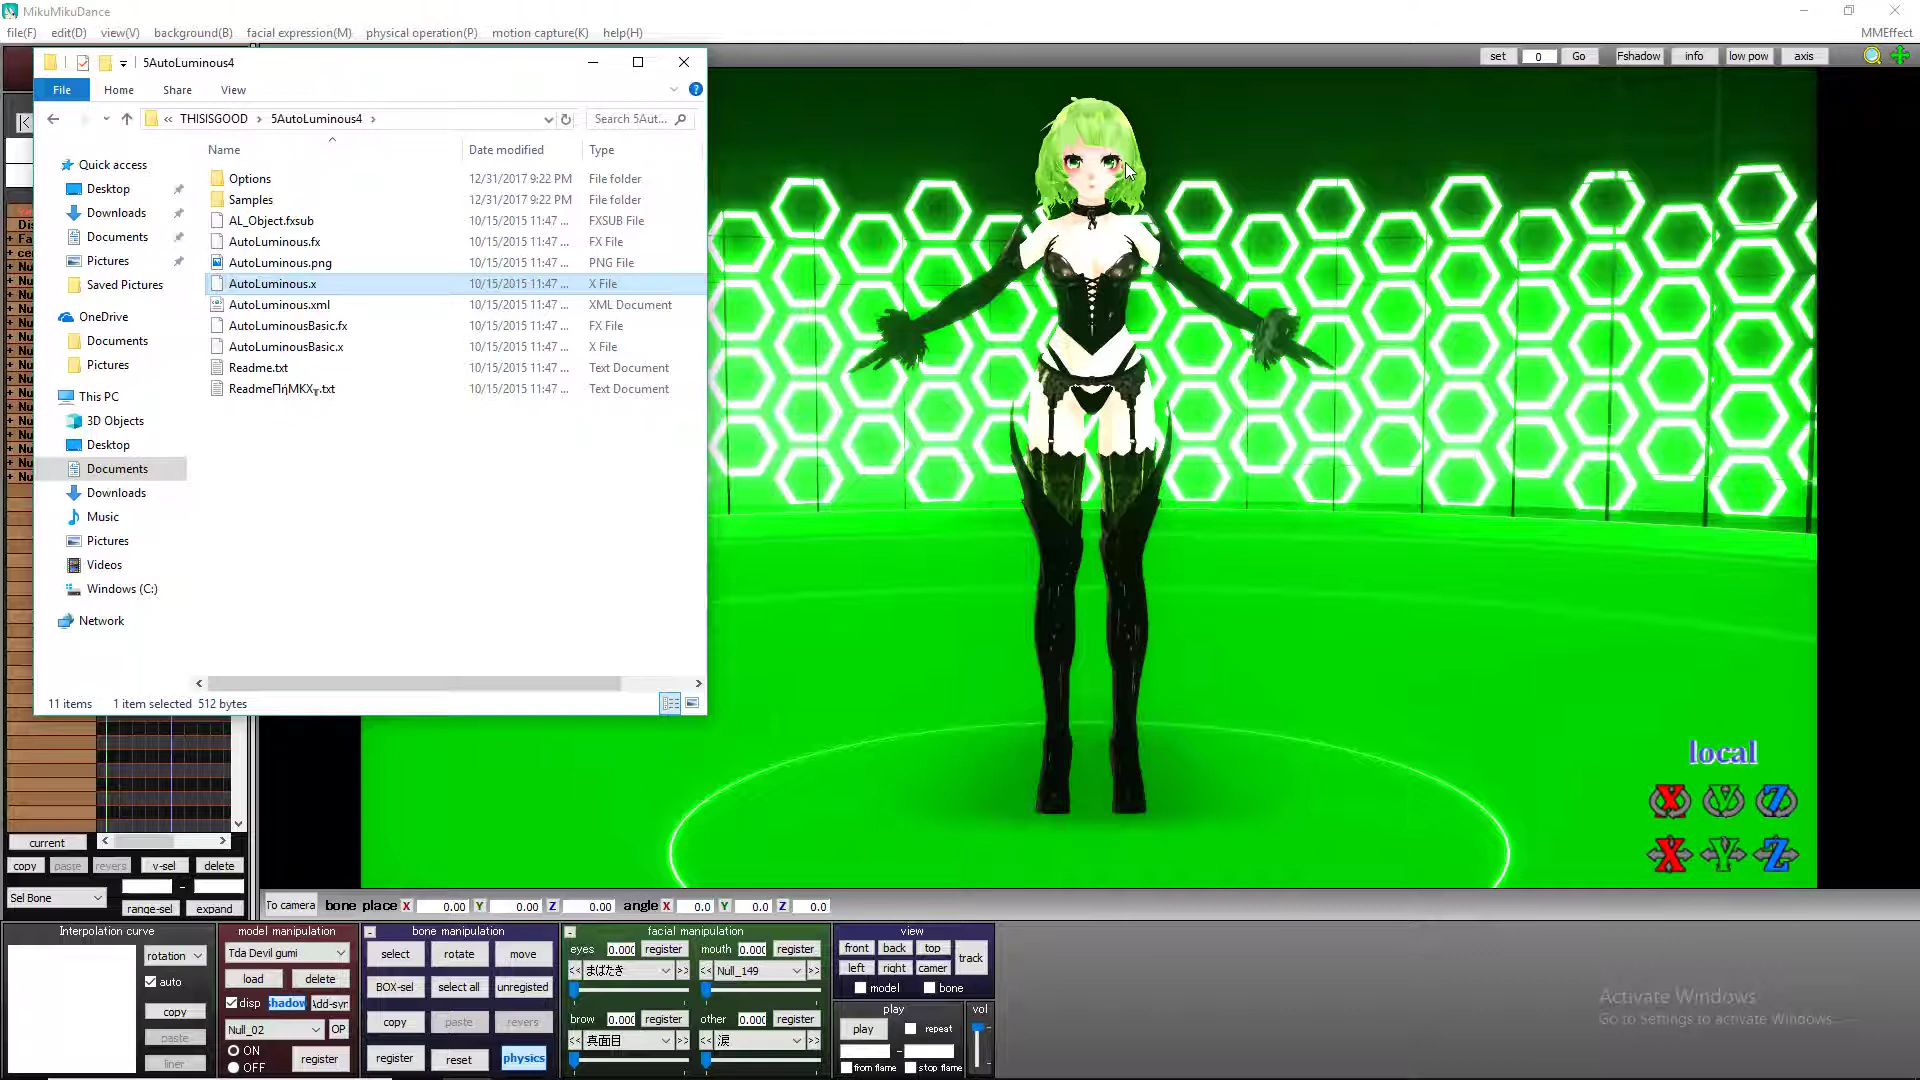 MikuMikuDance
file(F) edit(D) view(V) background(B) facial expression(M) physical operation(P) motion capture(K) help(H) MMEffect
5AutoLuminous4
set 0 Go Fshadow info low pow axis
File Home Share View
THISISGOOD 5AutoLuminous4 Search 5Aut...
Name Date modified Type
Quick access
Desktop
Downloads
Documents
Pictures
Saved Pictures
OneDrive
Documents
Pictures
This PC
3D Objects
Desktop
Documents
Downloads
Music
Pictures
Videos
Windows (C:)
Network
Options 12/31/2017 9:22 PM File folder
Samples 12/31/2017 9:22 PM File folder
AL_Object.fxsub 10/15/2015 11:47 ... FXSUB File
AutoLuminous.fx 10/15/2015 11:47 ... FX File
AutoLuminous.png 10/15/2015 11:47 ... PNG File
AutoLuminous.x 10/15/2015 11:47 ... X File
AutoLuminous.xml 10/15/2015 11:47 ... XML Document
AutoLuminousBasic.fx 10/15/2015 11:47 ... FX File
AutoLuminousBasic.x 10/15/2015 11:47 ... X File
Readme.txt 10/15/2015 11:47 ... Text Document
10/15/2015 11:47 ... Text Document
11 items 1 item selected 512 bytes
local
X Y Z
X Y Z
current
copy paste revers v-sel delete
Sel Bone -
range-sel expand
To camera bone place X 0.00 Y 0.00 Z 0.00 angle X 0.0 Y 0.0 Z 0.0
Interpolation curve
rotation
auto
copy
paste
liner
model manipulation
Tda Devil gumi
load delete
disp shadow Add-syn
Null_02 OP
ON
OFF
register
bone manipulation
select rotate move
BOX-sel select all unregisted
copy paste revers
register reset physics
facial manipulation
eyes 0.000 register mouth 0.000 register
<< まばたき >> << Null_149 >>
brow 0.000 register other 0.000 register
<< 真面目 >> << 涙 >>
view
front back top track
left right camer
model bone
play
play repeat
-
from flame stop flame
vol
Activate Windows
Go to Settings to activate Windows.